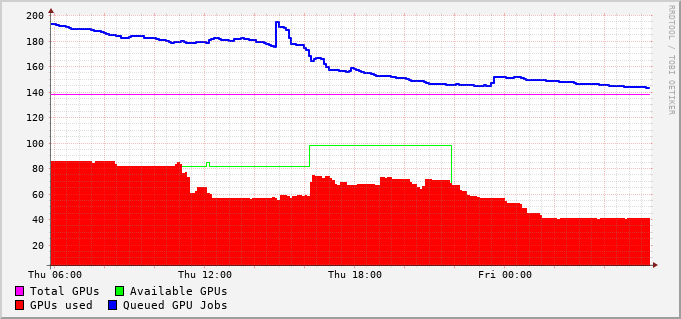 RRDTOOL / TOBI OETIKER
200
180
160
140
120
100
80
60
40
20
Thu 06:00 Thu 12:00 Thu 18:00 Fri 00:00
Total GPUs Available GPUs
GPUs used Queued GPU Jobs